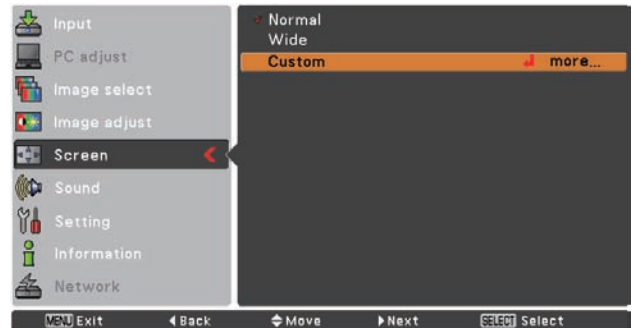 Input
PC adjust
Image select
Image adjust
Screen
Sound
Setting
Information
Network
Normal
Wide
Custom more...
MENU Exit Back Move Next SELECT Select